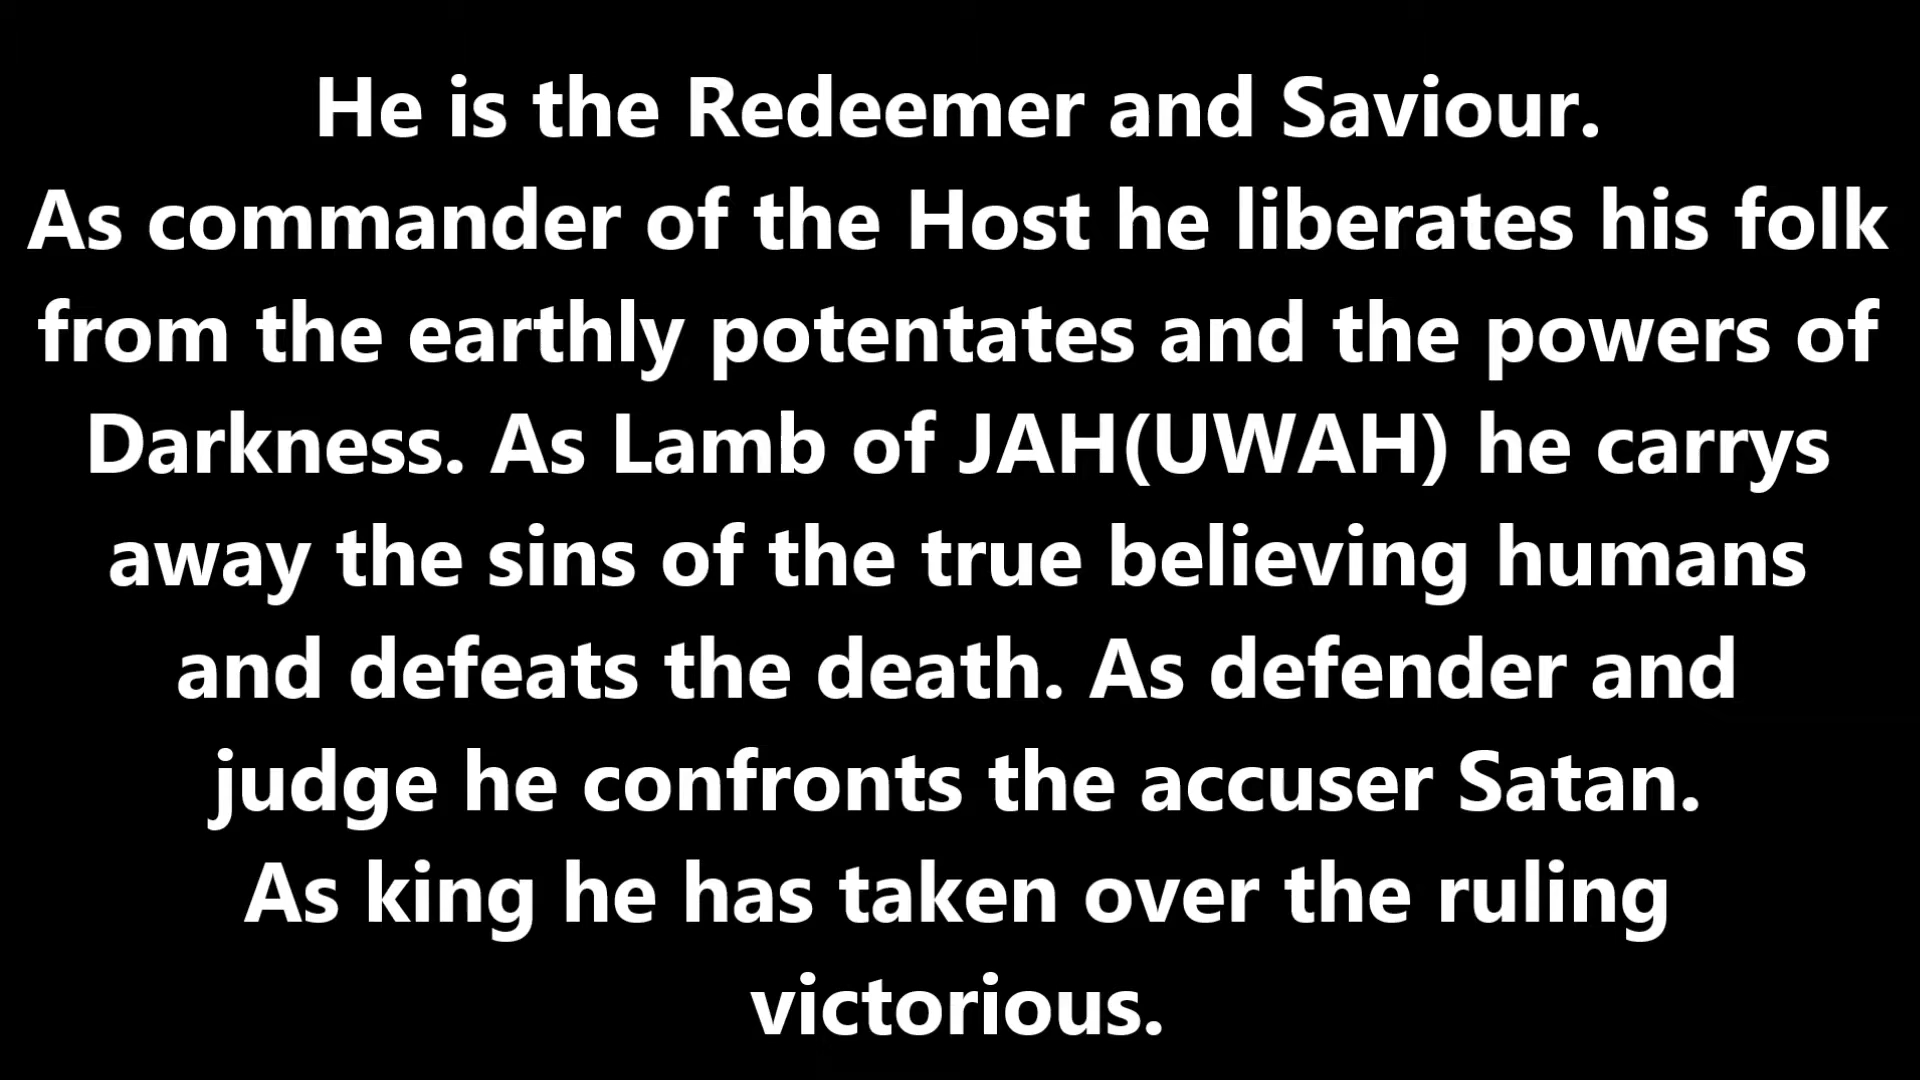 He is the Redeemer and Saviour.
As commander of the Host he liberates his folk
from the earthly potentates and the powers of
Darkness. As Lamb of JAH(UWAH) he carrys
away the sins of the true believing humans
and defeats the death. As defender and
judge he confronts the accuser Satan.
As king he has taken over the ruling
victorious.